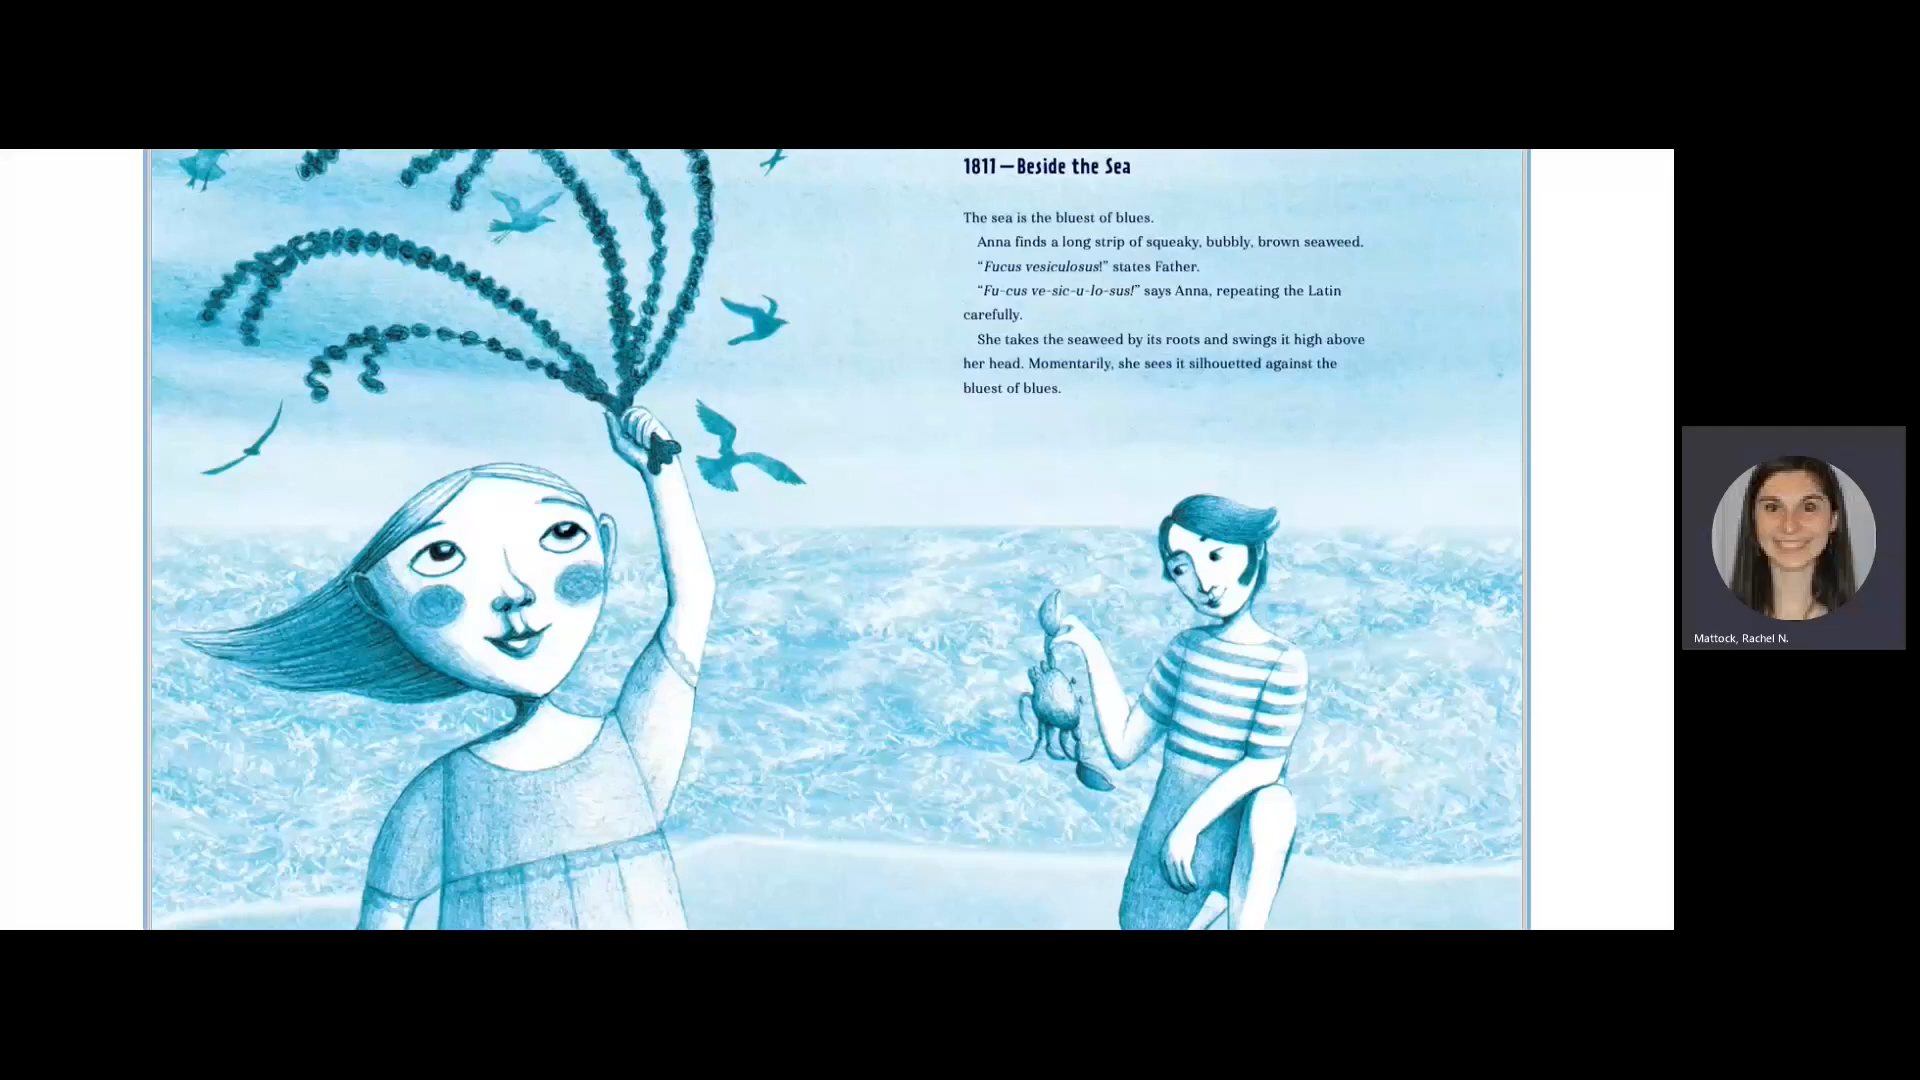 1811—Beside the Sea
The sea is the bluest of blues.
Anna finds a long strip of squeaky, bubbly, brown seaweed.
“Fucus vesiculosus!” states Father.
“Fu-cus ve-sic-u-lo-sus!” says Anna, repeating the Latin
carefully.
She takes the seaweed by its roots and swings it high above
her head. Momentarily, she sees it silhouetted against the
bluest of blues.
Mattock, Rachel N.